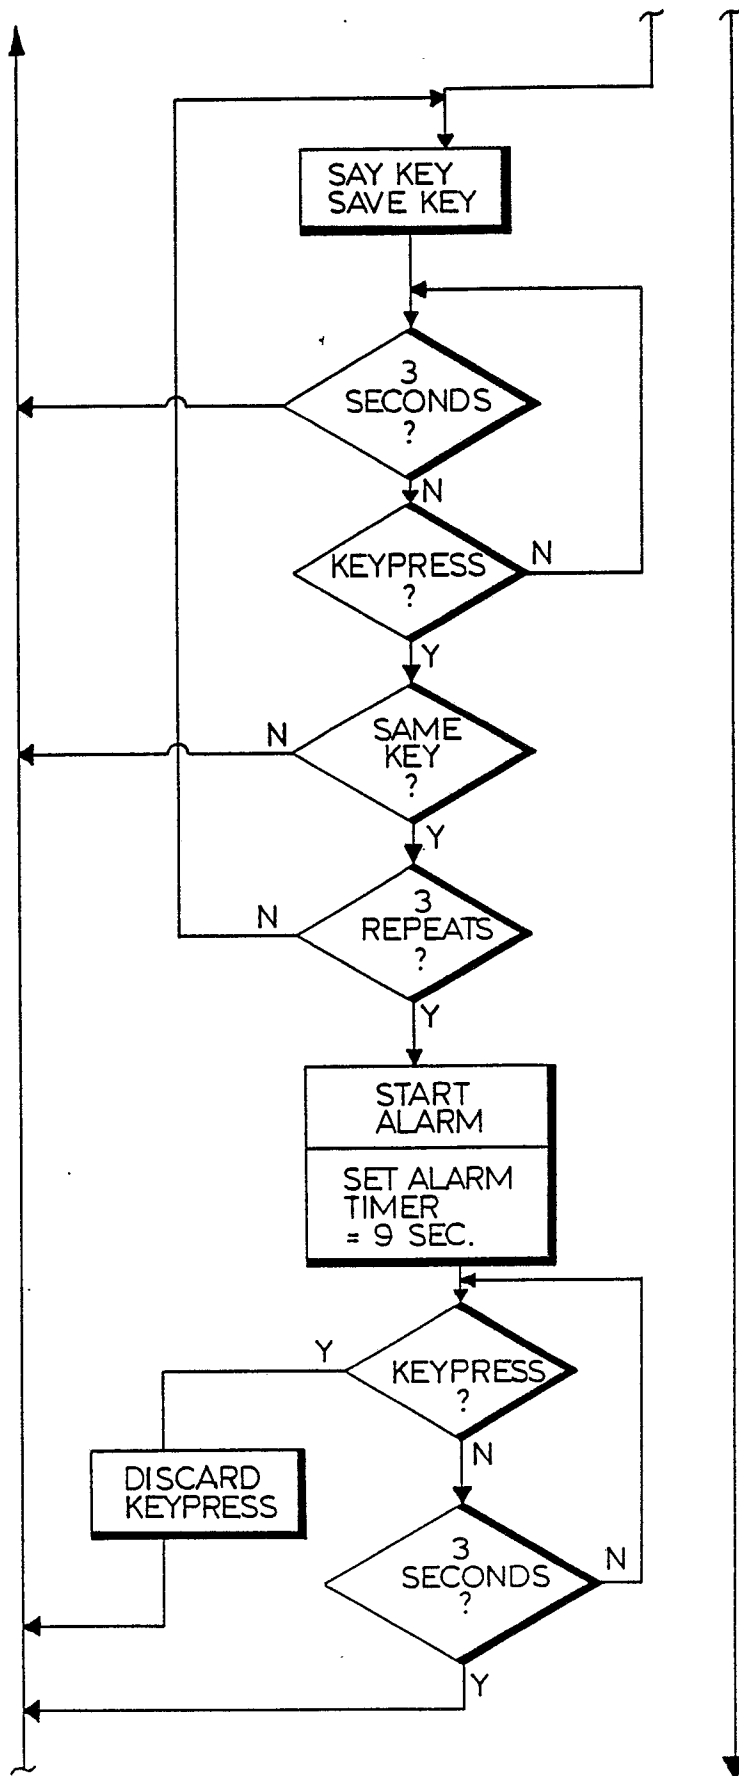 SAY KEY
SAVE KEY
3
SECONDS
?
N
KEYPRESS
?
N
Y
SAME
KEY
?
N
Y
3
REPEATS
?
N
Y
START
ALARM
SET ALARM
TIMER
= 9 SEC.
Y
KEYPRESS
?
N
DISCARD
KEYPRESS
3
SECONDS
?
N
Y